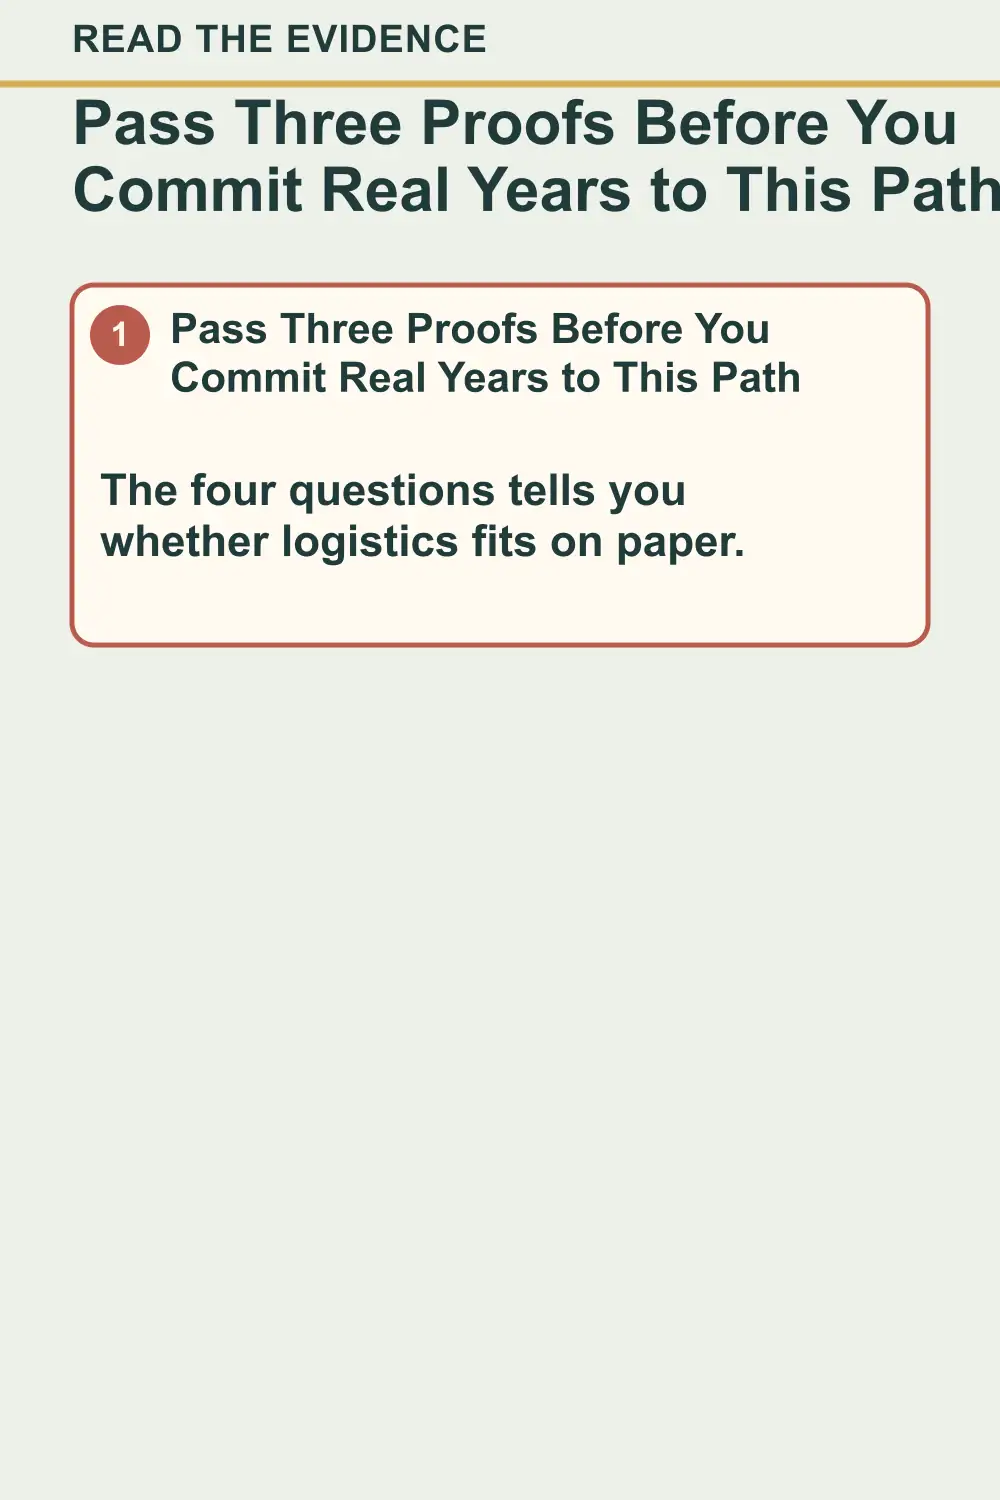 READ THE EVIDENCE
Pass Three Proofs Before You
Commit Real Years to This Path
1
Pass Three Proofs Before You
Commit Real Years to This Path
The four questions tells you
whether logistics fits on paper.